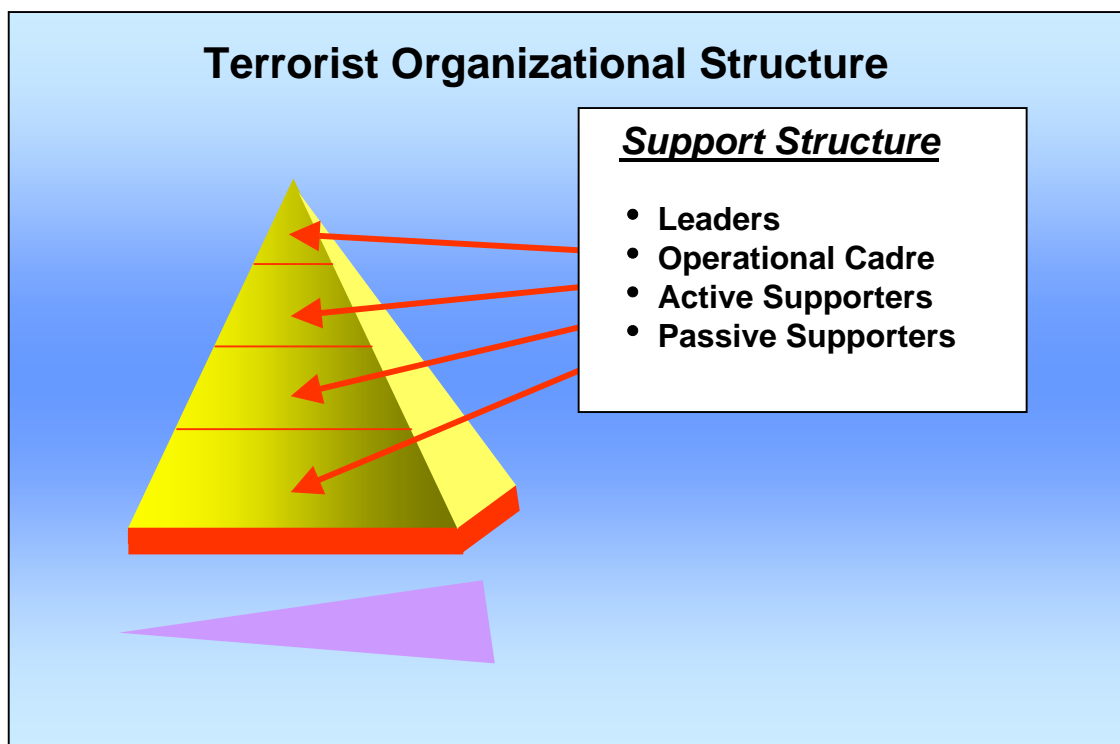 Terrorist Organizational Structure
Support Structure
• Leaders
• Operational Cadre
• Active Supporters
• Passive Supporters